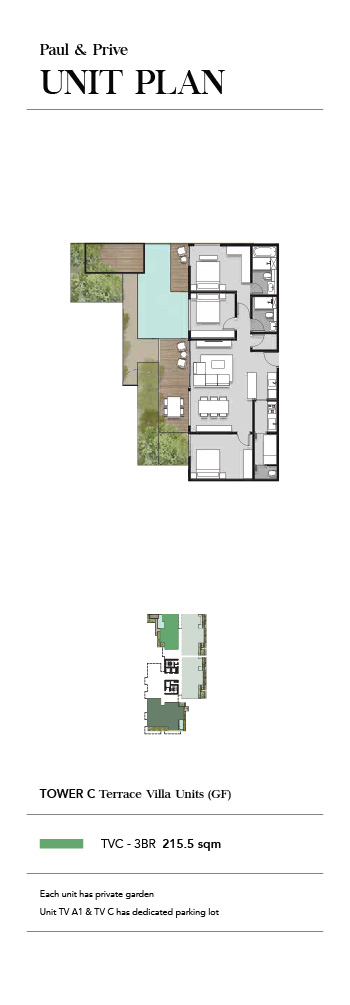 Paul & Prive
UNIT PLAN
TOWER C Terrace Villa Units (GF)
TVC - 3BR 215.5 sqm
Each unit has private garden
Unit TV A1 & TV C has dedicated parking lot